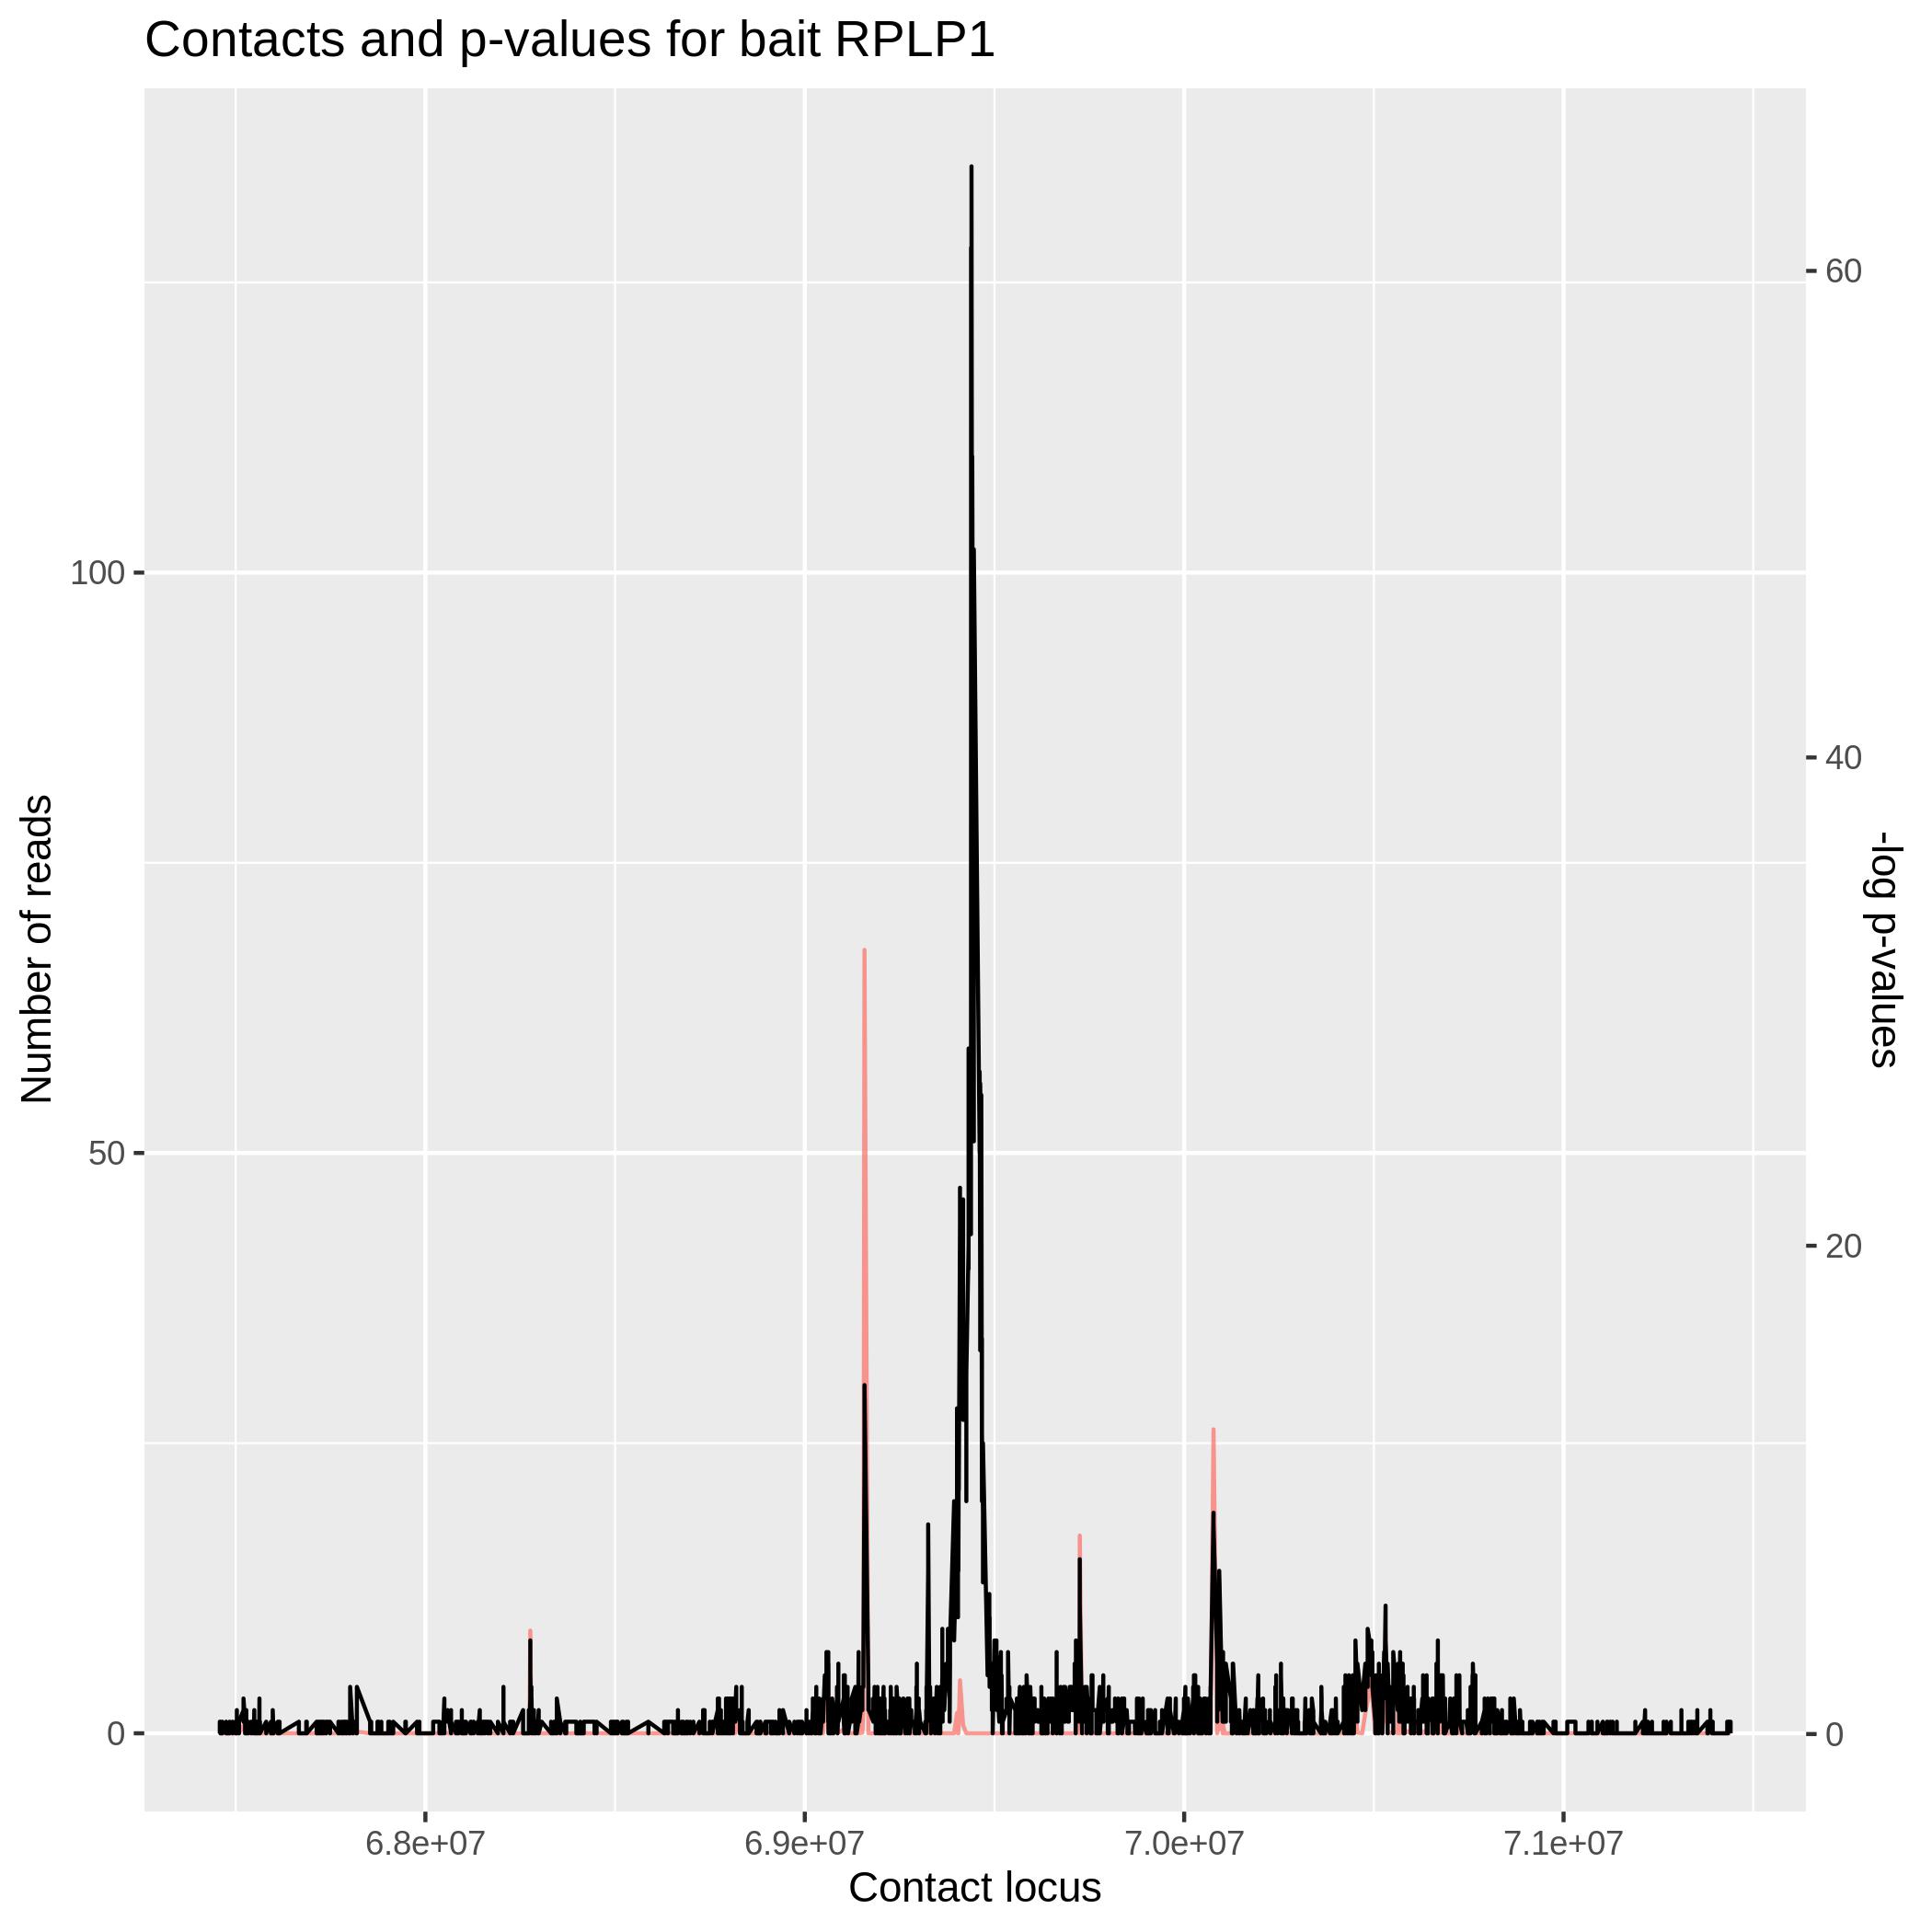 Contacts and p-values for bait RPLP1
Number of reads
100
50
0
60
40
20
0
-log p-values
6.8e+07
6.9e+07
7.0e+07
7.1e+07
Contact locus